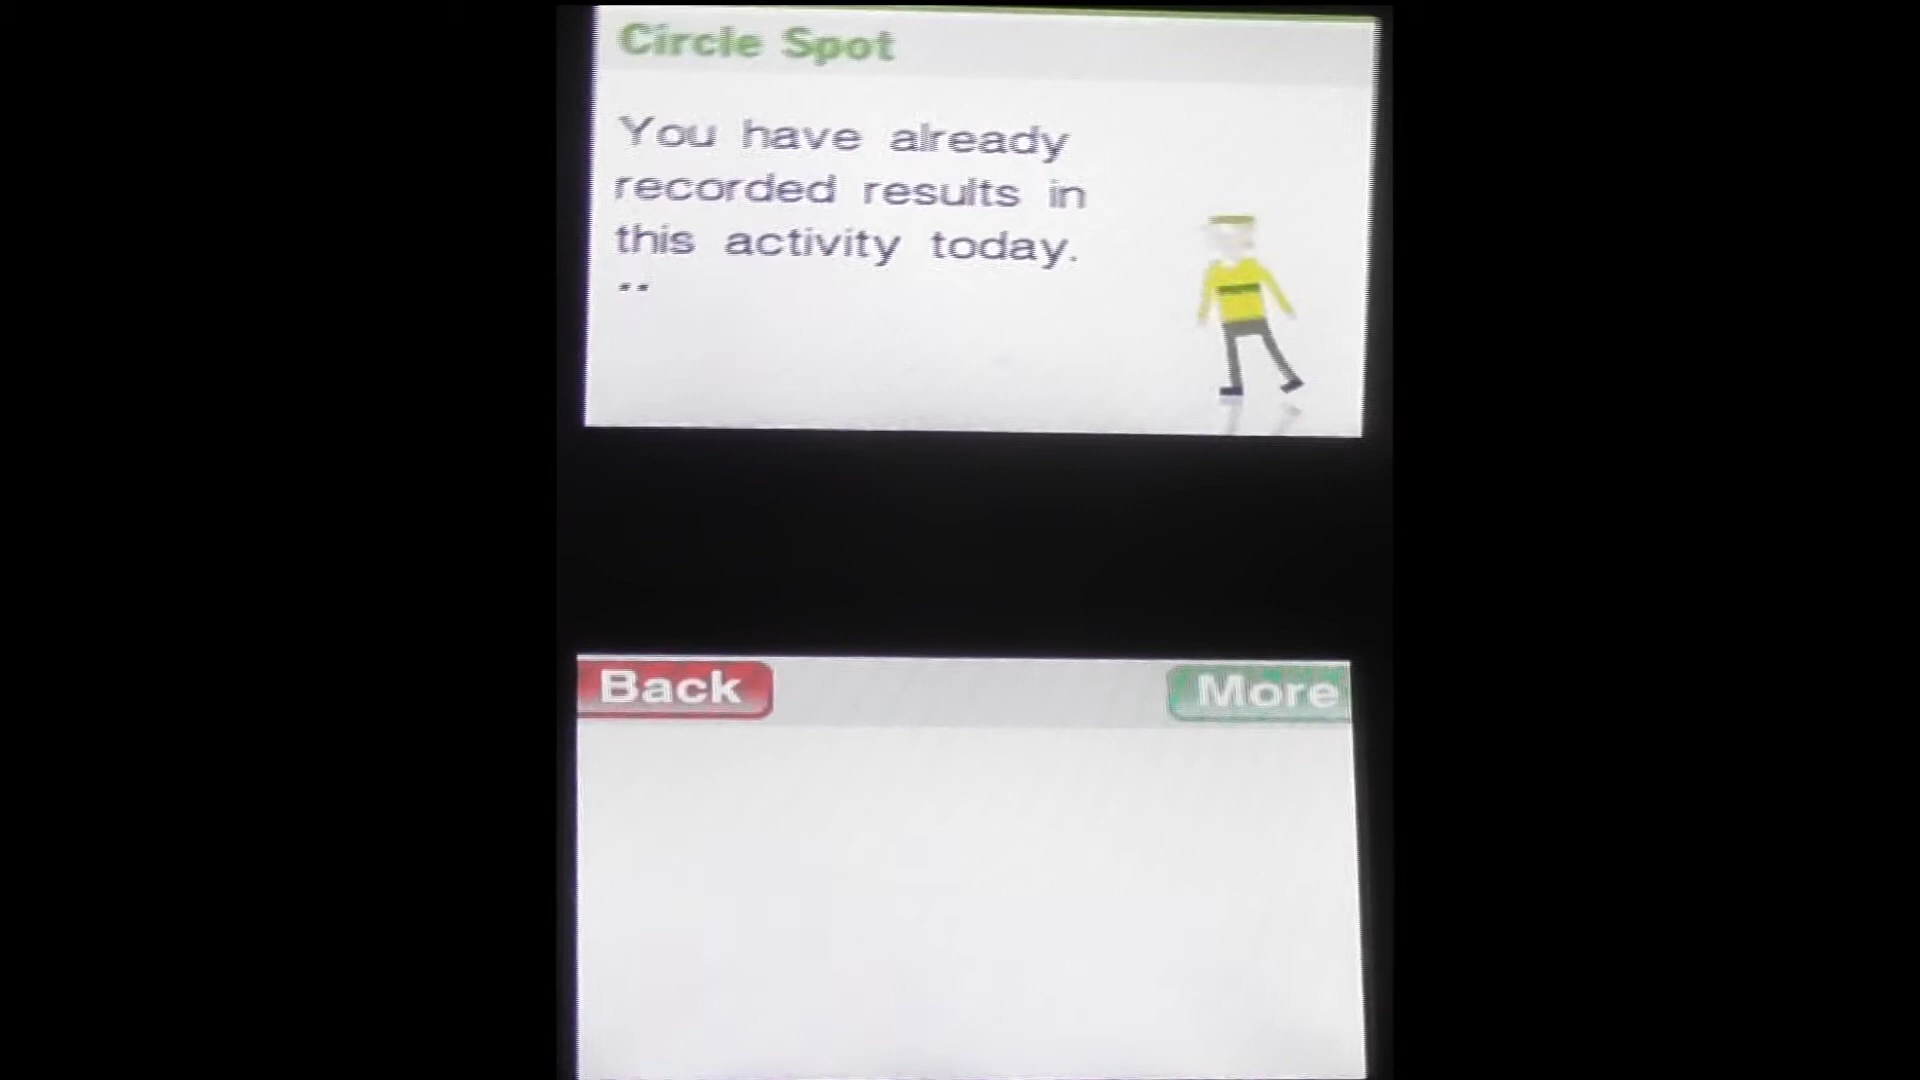 Circle Spot
You have already
recorded results in
this activity today.
Back
More